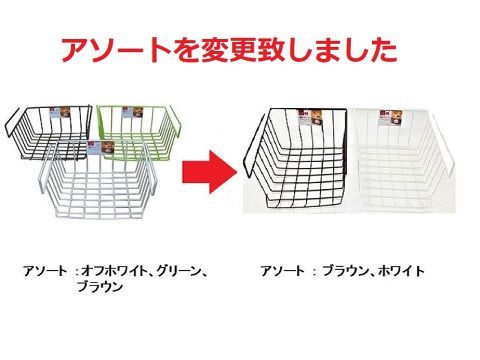 アソートを変更致しました
アソート ：オフホワイト、グリーン、
ブラウン
アソート ： ブラウン、ホワイト